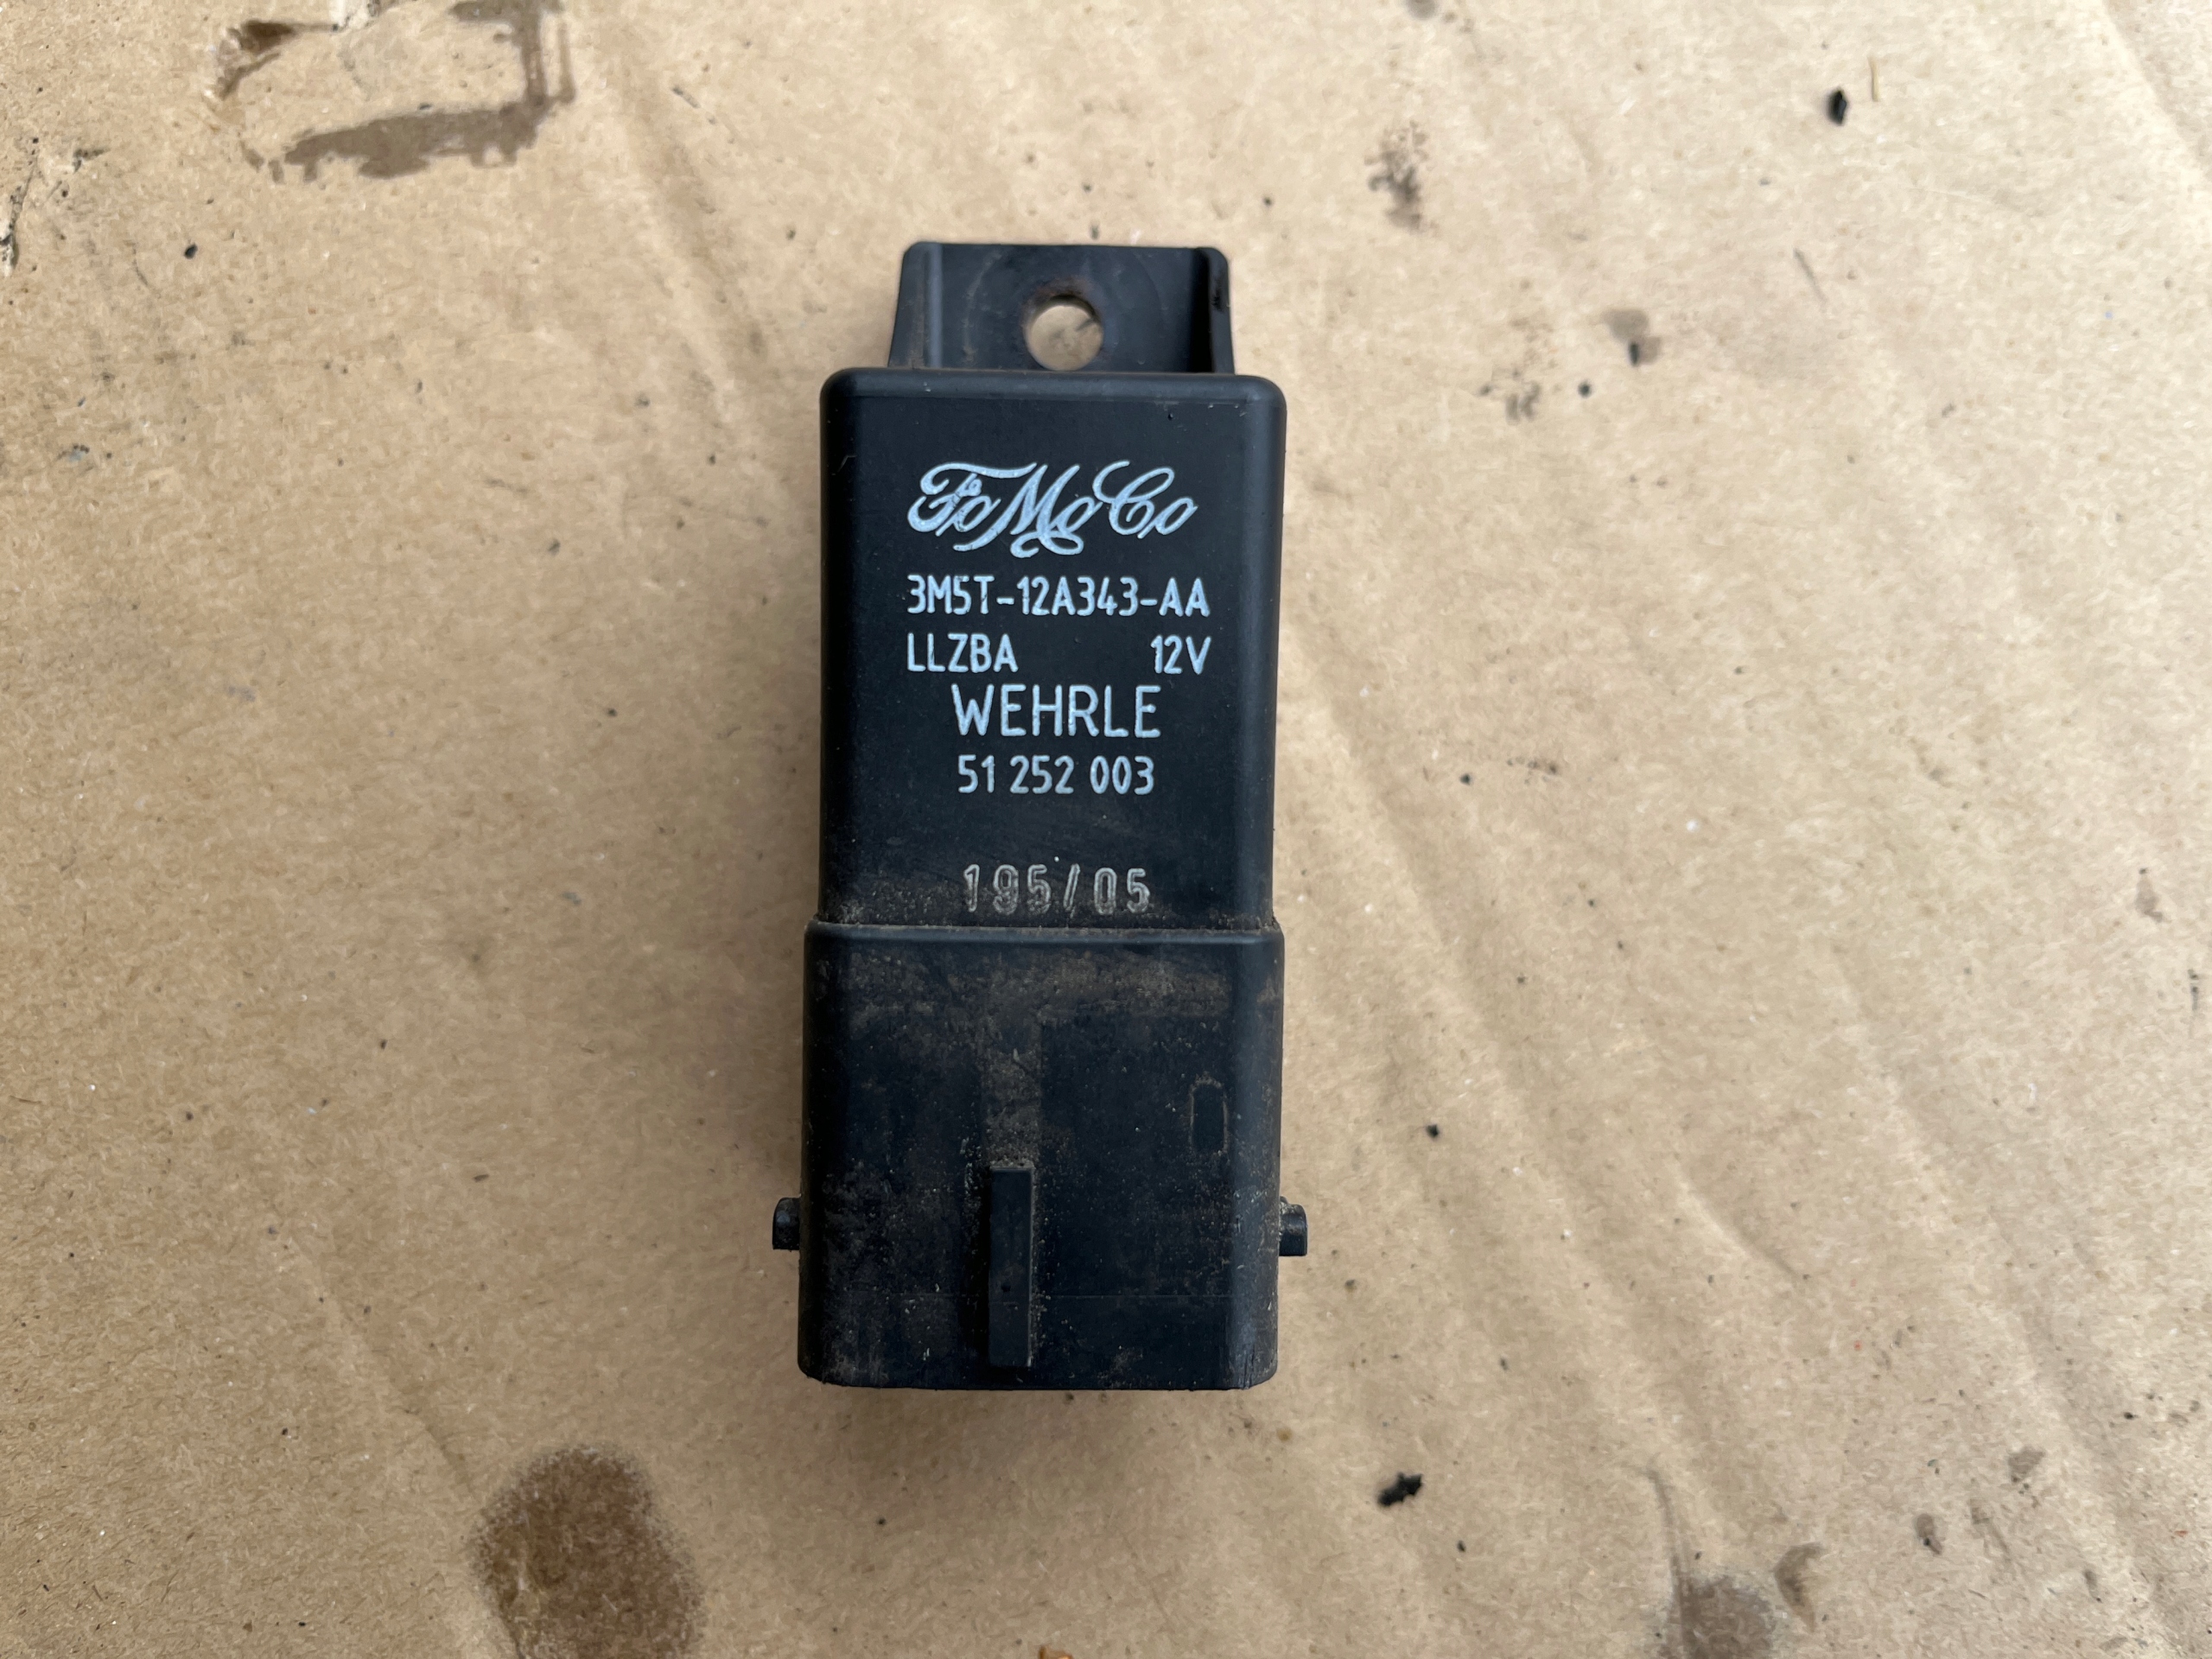 FoMoCo
3M5T-12A343-AA
LLZBA 12V
WEHRLE
51 252 003
195/05